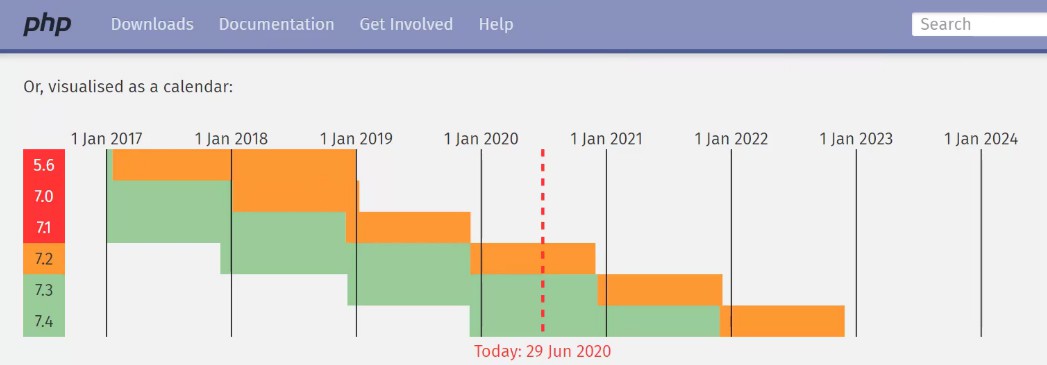 php Downloads Documentation Get Involved Help Search
Or, visualised as a calendar:
1 Jan 2017 1 Jan 2018 1 Jan 2019 1 Jan 2020 1 Jan 2021 1 Jan 2022 1 Jan 2023 1 Jan 2024
5.6
7.0
7.1
7.2
7.3
7.4
Today: 29 Jun 2020